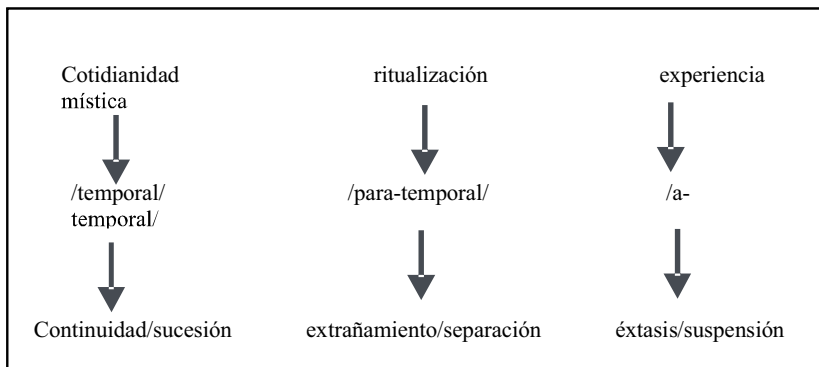 Cotidianidad ritualización experiencia
mística
/temporal/ /para-temporal/ /a-
temporal/
Continuidad/sucesión extrañamiento/separación éxtasis/suspensión